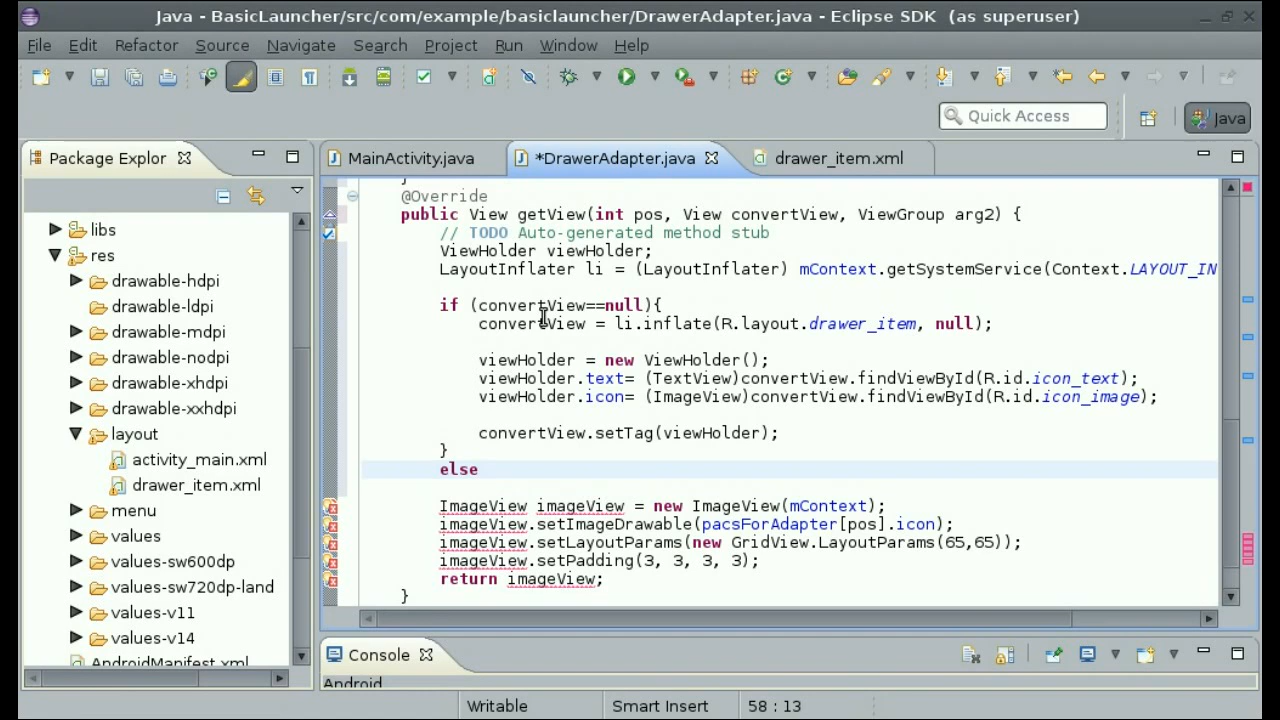 Java - BasicLauncher/src/com/example/basiclauncher/DrawerAdapter.java - Eclipse SDK (as superuser)
File Edit Refactor Source Navigate Search Project Run Window Help
Quick Access
Java
Package Explor
MainActivity.java
*DrawerAdapter.java
drawer_item.xml
libs
res
drawable-hdpi
drawable-ldpi
drawable-mdpi
drawable-nodpi
drawable-xhdpi
drawable-xxhdpi
layout
activity_main.xml
drawer_item.xml
menu
values
values-sw600dp
values-sw720dp-land
values-v11
values-v14
AndroidManifest.xml
}
@Override
public View getView(int pos, View convertView, ViewGroup arg2) {
// TODO Auto-generated method stub
ViewHolder viewHolder;
LayoutInflater li = (LayoutInflater) mContext.getSystemService(Context.LAYOUT_IN
if (convertView==null){
convertView = li.inflate(R.layout.drawer_item, null);
viewHolder = new ViewHolder();
viewHolder.text= (TextView)convertView.findViewById(R.id.icon_text);
viewHolder.icon= (ImageView)convertView.findViewById(R.id.icon_image);
convertView.setTag(viewHolder);
}
else
ImageView imageView = new ImageView(mContext);
imageView.setImageDrawable(pacsForAdapter[pos].icon);
imageView.setLayoutParams(new GridView.LayoutParams(65,65));
imageView.setPadding(3, 3, 3, 3);
return imageView;
}
Console
Android
Writable
Smart Insert
58 : 13